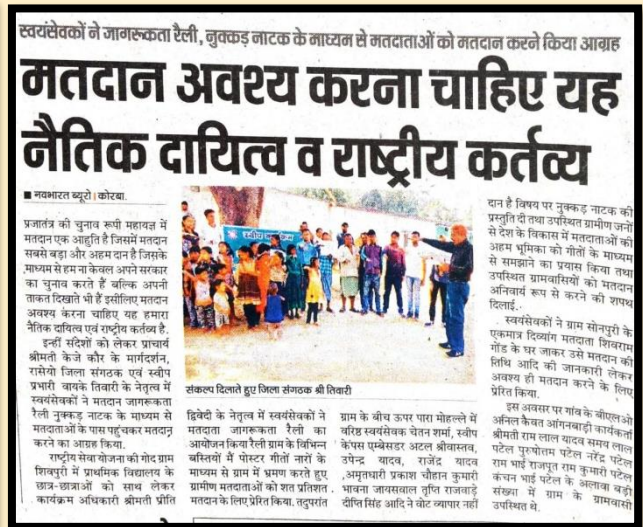 स्वयंसेवकों ने जागरूकता रैली, नुक्कड़ नाटक के माध्यम से मतदाताओं को मतदान करने किया आग्रह
मतदान अवश्य करना चाहिए यह
नैतिक दायित्व व राष्ट्रीय कर्तव्य
■ नवभारत ब्यूरो। कोरबा.
प्रजातंत्र की चुनाव रूपी महायज्ञ में
मतदान एक आहुति है जिसमें मतदान
सबसे बड़ा और अहम दान है जिसके
माध्यम से हम ना केवल अपने सरकार
का चुनाव करते हैं बल्कि अपनी
ताकत दिखाते भी हैं इसीलिए मतदान
अवश्य करना चाहिए यह हमारा
नैतिक दायित्व एवं राष्ट्रीय कर्तव्य है.
इन्हीं संदेशों को लेकर प्राचार्य
श्रीमती केजे कौर के मार्गदर्शन,
रासेयो जिला संगठक एवं स्वीप
प्रभारी वायके तिवारी के नेतृत्व में
स्वयंसेवकों ने मतदान जागरूकता
रैली नुक्कड़ नाटक के माध्यम से
मतदाताओं के पास पहुंचकर मतदान
करने का आग्रह किया.
राष्ट्रीय सेवा योजना की गोद ग्राम
शिवपुरी में प्राथमिक विद्यालय के
छात्र-छात्राओं को साथ लेकर
कार्यक्रम अधिकारी श्रीमती प्रीति
संकल्प दिलाते हुए जिला संगठक श्री तिवारी
द्विवेदी के नेतृत्व में स्वयंसेवकों ने
मतदाता जागरूकता रैली का
आयोजन किया रैली ग्राम के विभिन्न
बस्तियों में पोस्टर गीतों नारों के
माध्यम से ग्राम में भ्रमण करते हुए
ग्रामीण मतदाताओं को शत प्रतिशत
मतदान के लिए प्रेरित किया. तदुपरांत
ग्राम के बीच ऊपर पारा मोहल्ले में
वरिष्ठ स्वयंसेवक चेतन शर्मा, स्वीप
कैंपस एम्बेसडर अटल श्रीवास्तव,
उपेन्द्र यादव, राजेंद्र यादव
,अमृतधारी प्रकाश चौहान कुमारी
भावना जायसवाल तृप्ति राजवाड़े
दीप्ति सिंह आदि ने वोट व्यापार नहीं
दान है विषय पर नुक्कड़ नाटक की
प्रस्तुति दी तथा उपस्थित ग्रामीण जनों
से देश के विकास में मतदाताओं की
अहम भूमिका को गीतों के माध्यम
से समझाने का प्रयास किया तथा
उपस्थित ग्रामवासियों को मतदान
अनिवार्य रूप से करने की शपथ
दिलाई.
स्वयंसेवकों ने ग्राम सोनपुरी के
एकमात्र दिव्यांग मतदाता शिवराम
गोंड के घर जाकर उसे मतदान की
तिथि आदि की जानकारी लेकर
अवश्य ही मतदान करने के लिए
प्रेरित किया.
इस अवसर पर गांव के बीएलओ
अनिल कैवत आंगनबाड़ी कार्यकर्ता
श्रीमती राम लाल यादव समय लाल
पटेल पुरुषोत्तम पटेल नरेंद्र पटेल
राम भाई राजपूत राम कुमारी पटेल
कंचन भाई पटेल के अलावा बड़ी
संख्या में ग्राम के ग्रामवासी
उपस्थित थे.